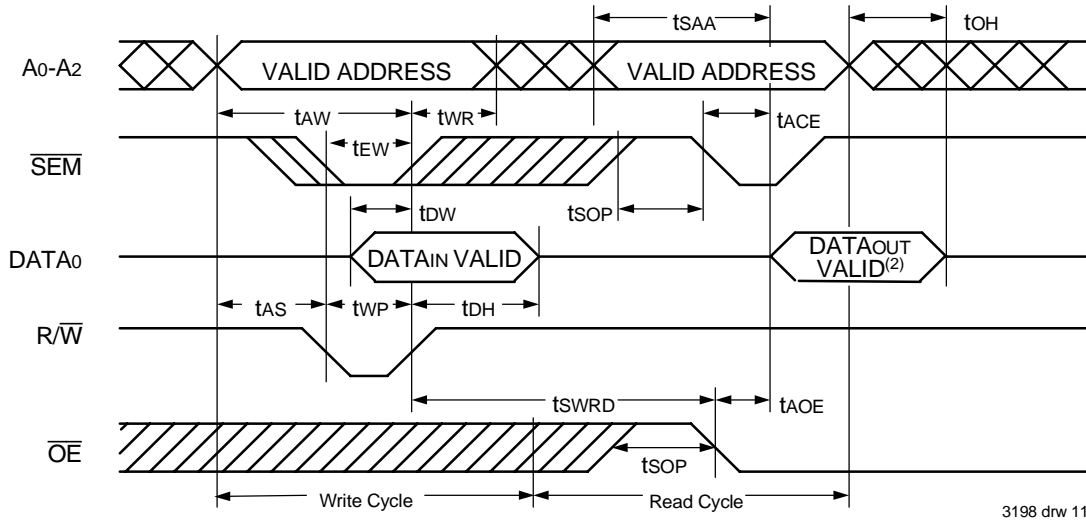 tSAA
tOH
A0-A2
VALID ADDRESS
VALID ADDRESS
tAW
tWR
tACE
tEW
SEM
tDW
tSOP
DATA0
DATAIN VALID
DATAOUT
VALID(2)
tAS
tWP
tDH
R/W
tSWRD
tAOE
OE
tSOP
Write Cycle
Read Cycle
3198 drw 11